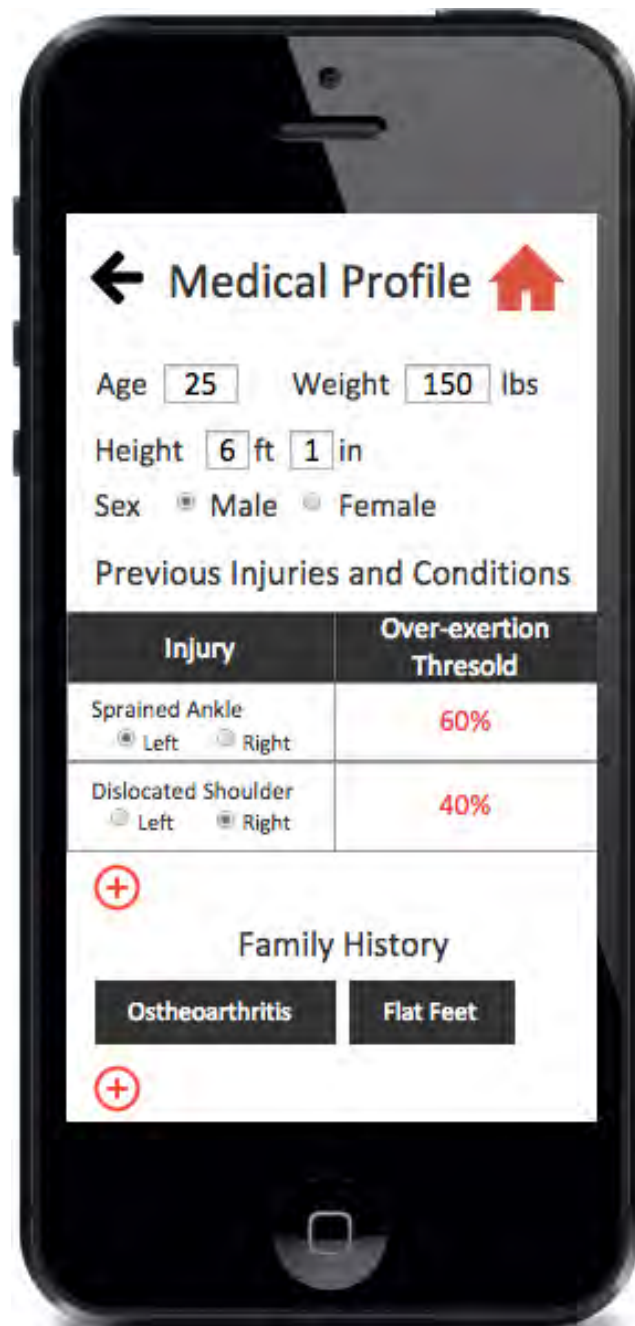 Medical Profile
Age 25 Weight 150 lbs
Height 6 ft 1 in
Sex Male Female
Previous Injuries and Conditions
Injury
Over-exertion
Thresold
Sprained Ankle
Left Right
60%
Dislocated Shoulder
Left Right
40%
Family History
Ostheoarthritis Flat Feet